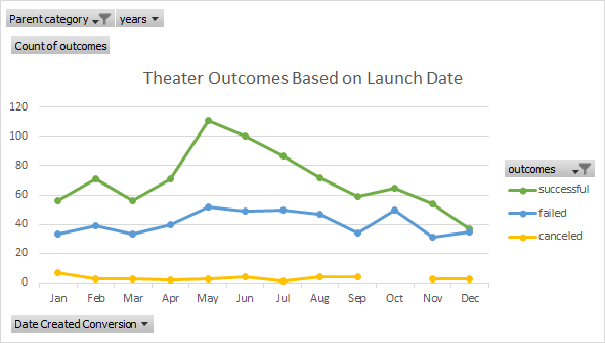 Parent category years
Count of outcomes
Theater Outcomes Based on Launch Date
120
100
80
60
40
20
0
Jan Feb Mar Apr May Jun Jul Aug Sep Oct Nov Dec
outcomes
successful
failed
canceled
Date Created Conversion